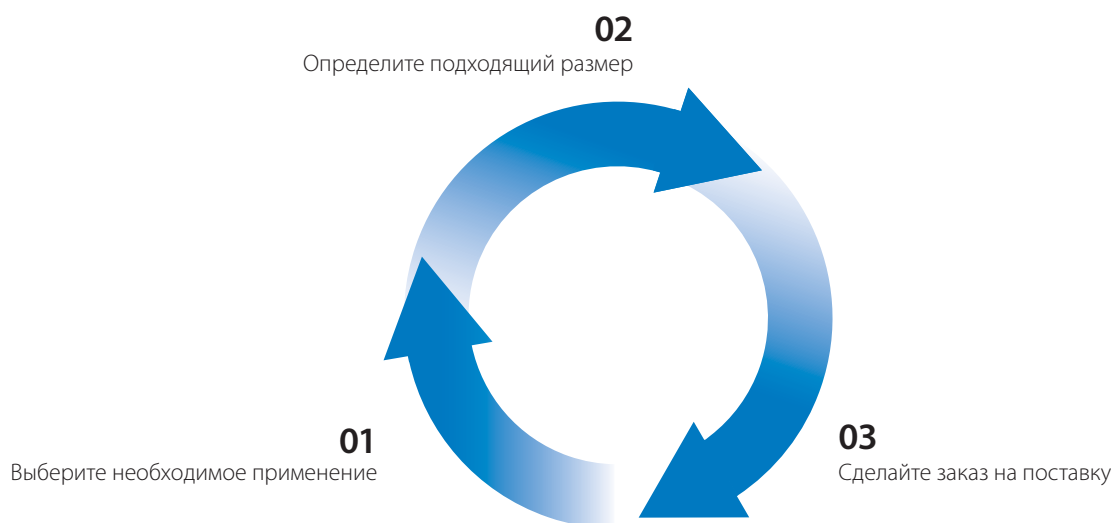 02
Определите подходящий размер
01
Выберите необходимое применение
03
Сделайте заказ на поставку